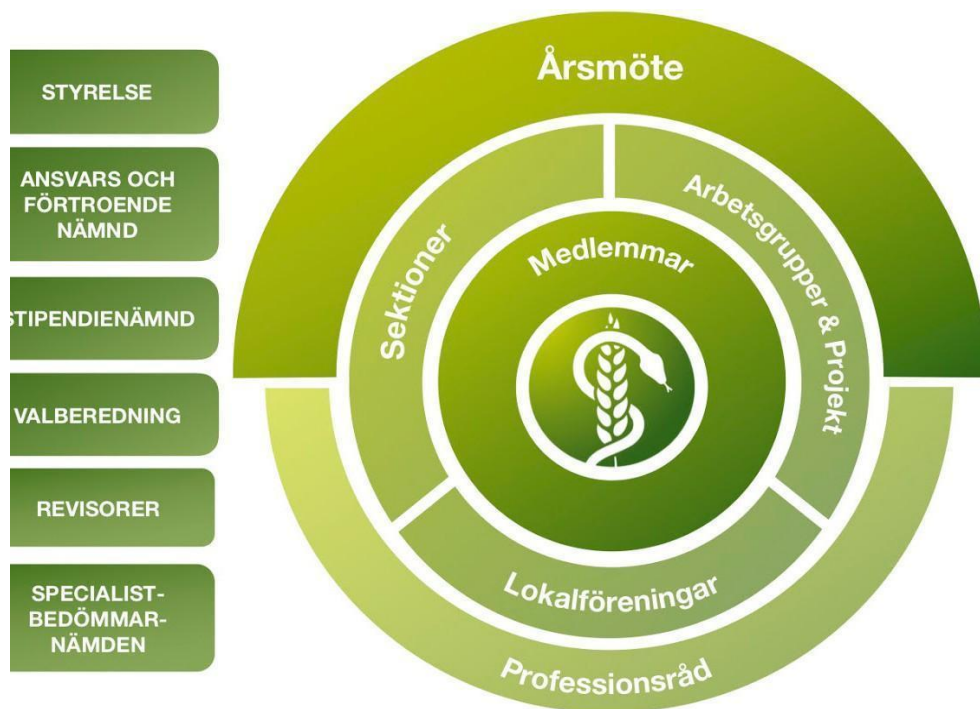 STYRELSE
ANSVARS OCH
FÖRTROENDE
NÄMND
STIPENDIENÄMND
VALBEREDNING
REVISORER
SPECIALIST-
BEDÖMMAR-
NÄMDEN
Årsmöte
Sektioner
Arbetsgrupper & Projekt
Medlemmar
Lokalföreningar
Professionsråd